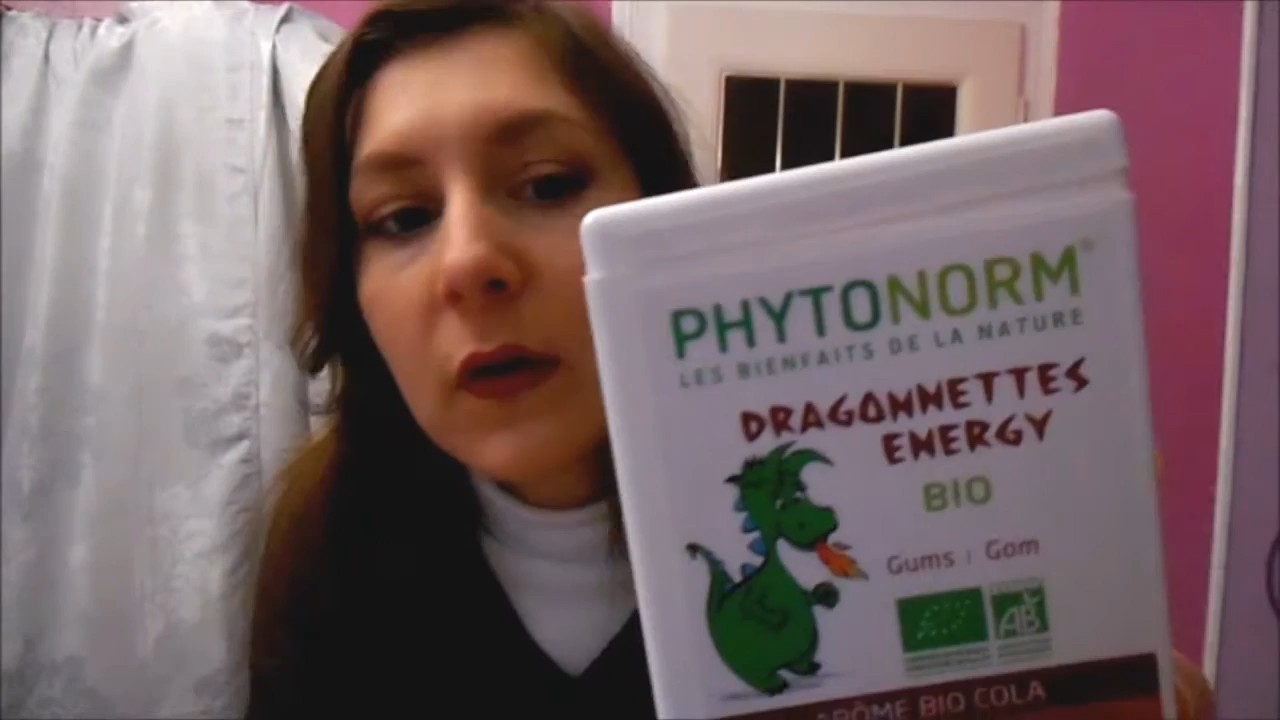 PHYTONORM®
LES BIENFAITS DE LA NATURE
DRAGONNETTES
ENERGY
BIO
Gums | Gom
AB
ARÔME BIO COLA